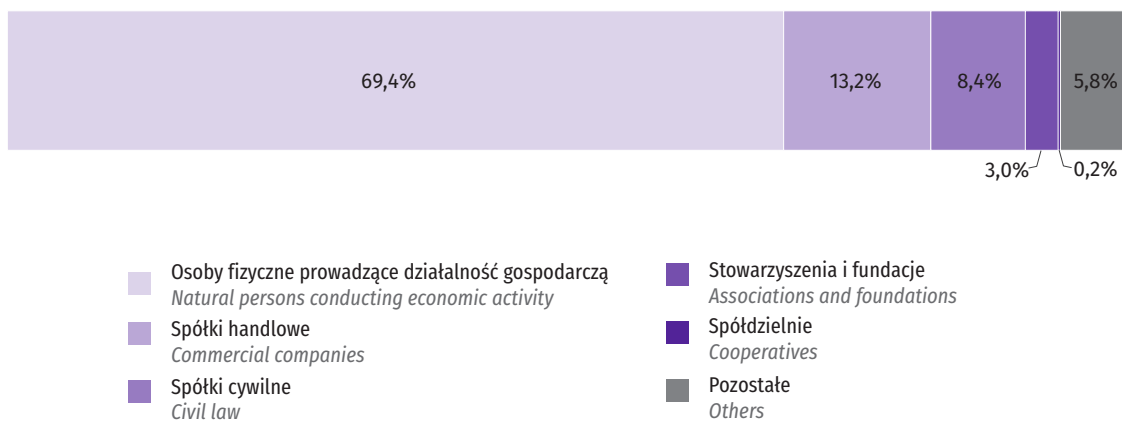 69,4%
13,2%
8,4%
5,8%
3,0%
0,2%
Osoby fizyczne prowadzące działalność gospodarczą
Natural persons conducting economic activity
Spółki handlowe
Commercial companies
Spółki cywilne
Civil law
Stowarzyszenia i fundacje
Associations and foundations
Spółdzielnie
Cooperatives
Pozostałe
Others